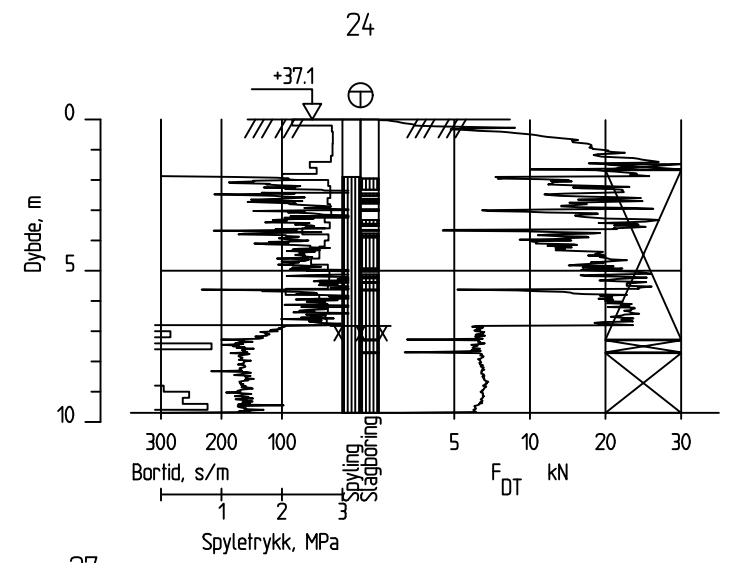 24
+37.1
0
5
10
Dybde, m
300 200 100 5 10 20 30
Bortid, s/m
Spyling
Slagboring
F DT kN
1 2 3
Spyletrykk, MPa